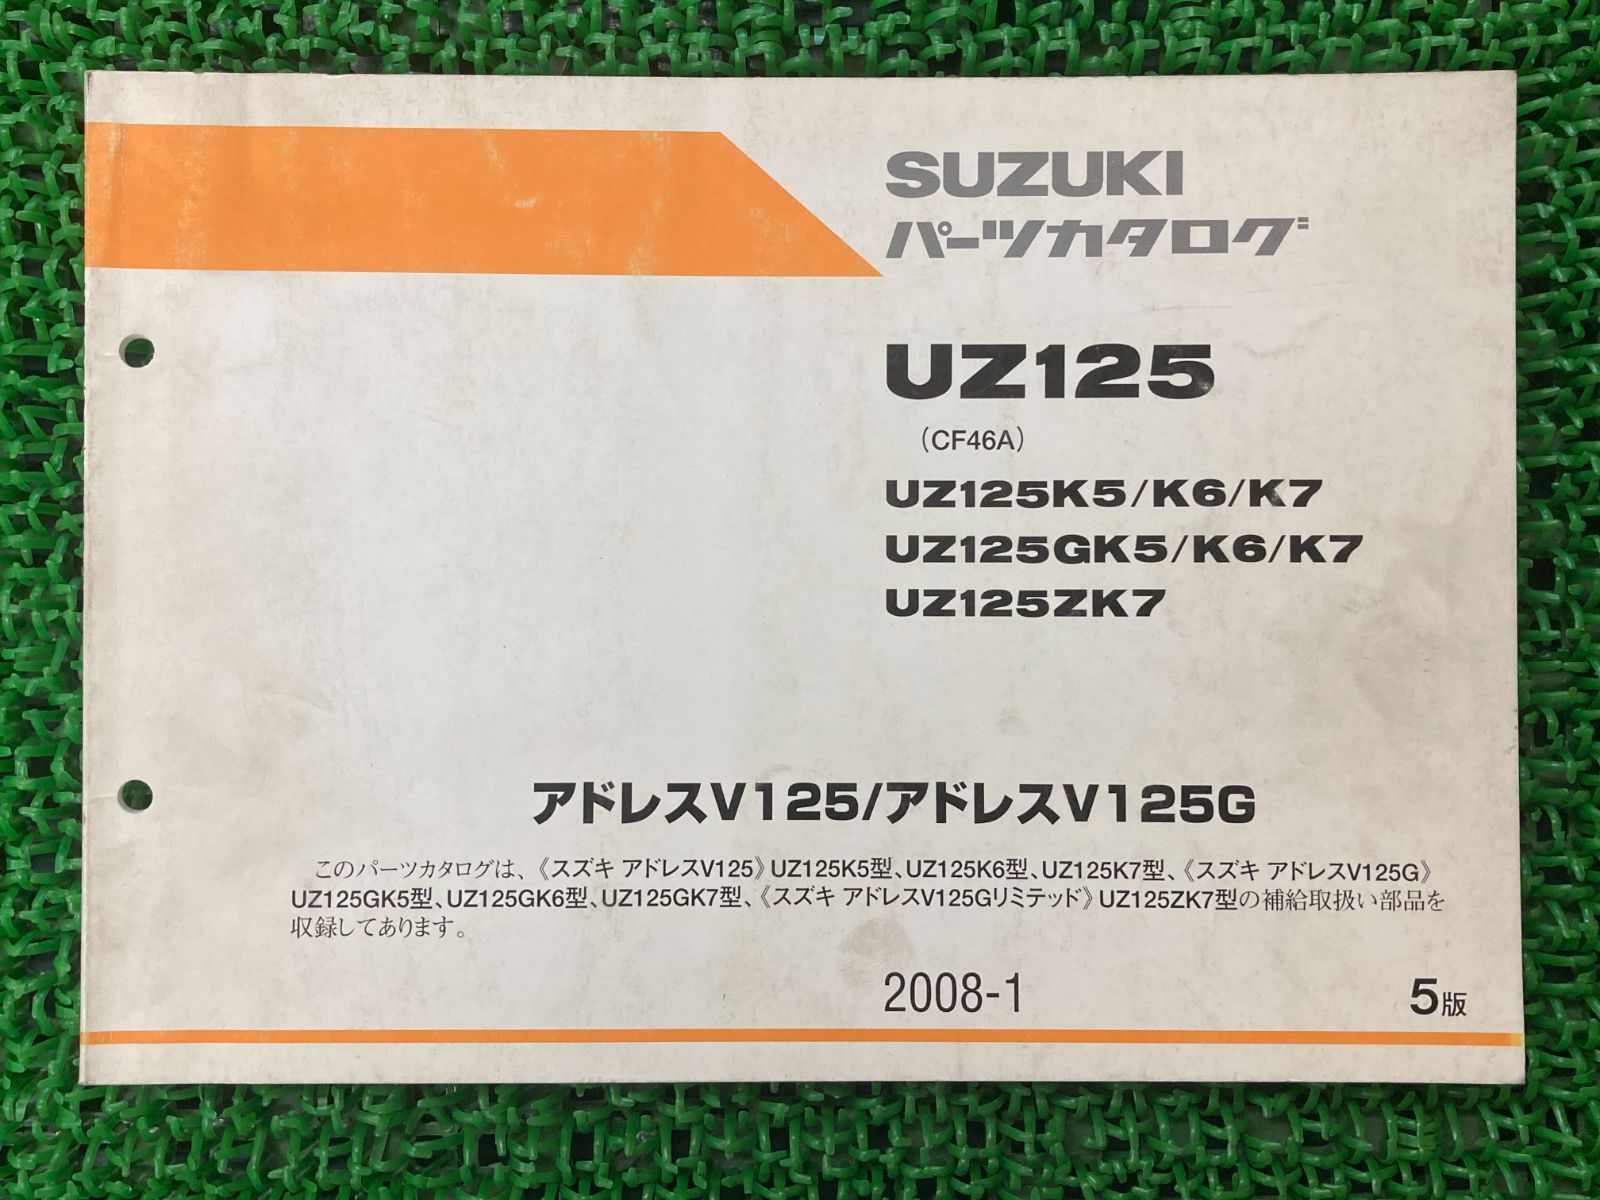 SUZUKI
パーツカタログ
UZ125
（CF46A）
UZ125K5/K6/K7
UZ125GK5/K6/K7
UZ125ZK7
アドレスV125/アドレスV125G
このパーツカタログは、《スズキ アドレスV125》UZ125K5型、UZ125K6型、UZ125K7型、《スズキ アドレスV125G》
UZ125GK5型、UZ125GK6型、UZ125GK7型、《スズキ アドレスV125Gリミテッド》UZ125ZK7型の補給取扱い部品を
収録してあります。
2008-1 5版